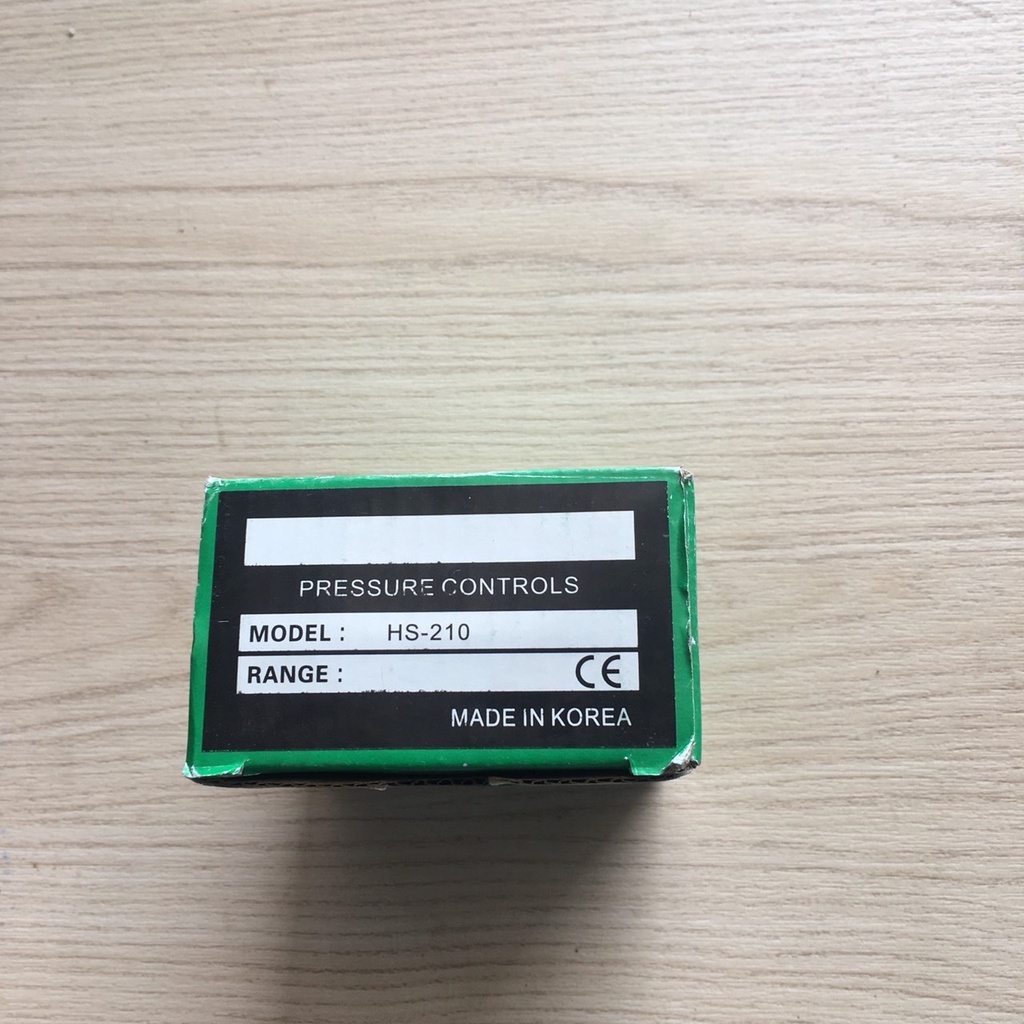 PRESSURE CONTROLS
MODEL : HS-210
RANGE : CE
MADE IN KOREA